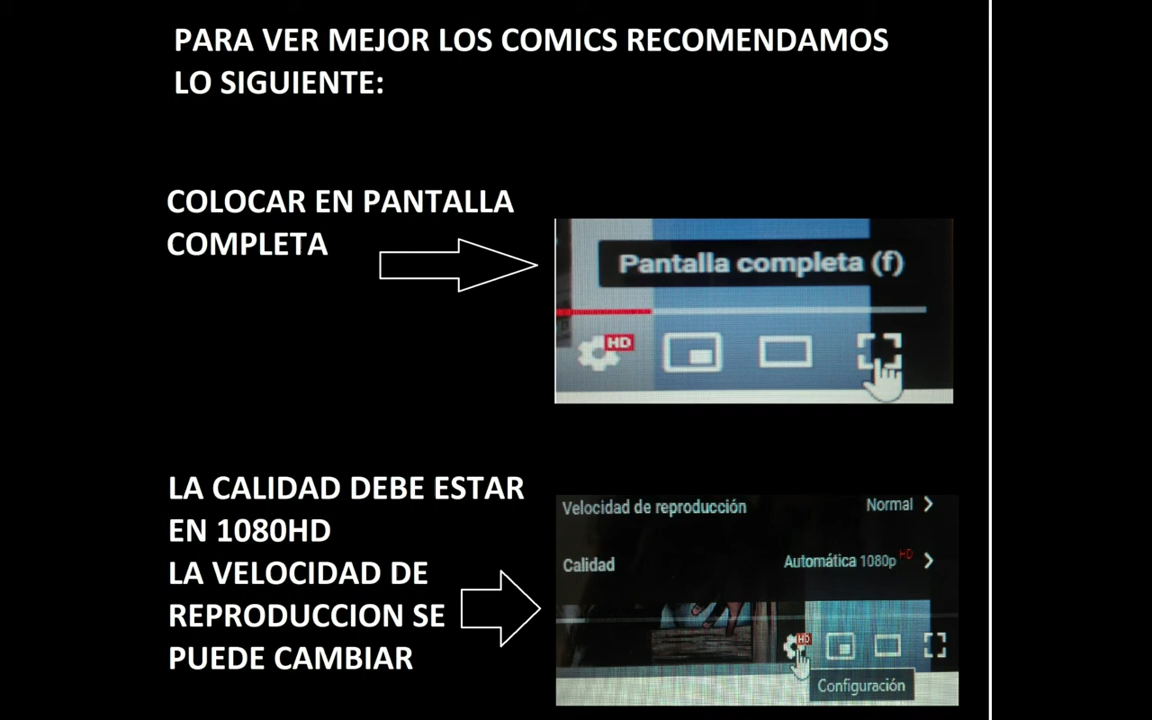 PARA VER MEJOR LOS COMICS RECOMENDAMOS
LO SIGUIENTE:
COLOCAR EN PANTALLA
COMPLETA
Pantalla completa (f)
HD
LA CALIDAD DEBE ESTAR
EN 1080HD
LA VELOCIDAD DE
REPRODUCCION SE
PUEDE CAMBIAR
Velocidad de reproducción Normal
Calidad Automática 1080p HD
HD
Configuración